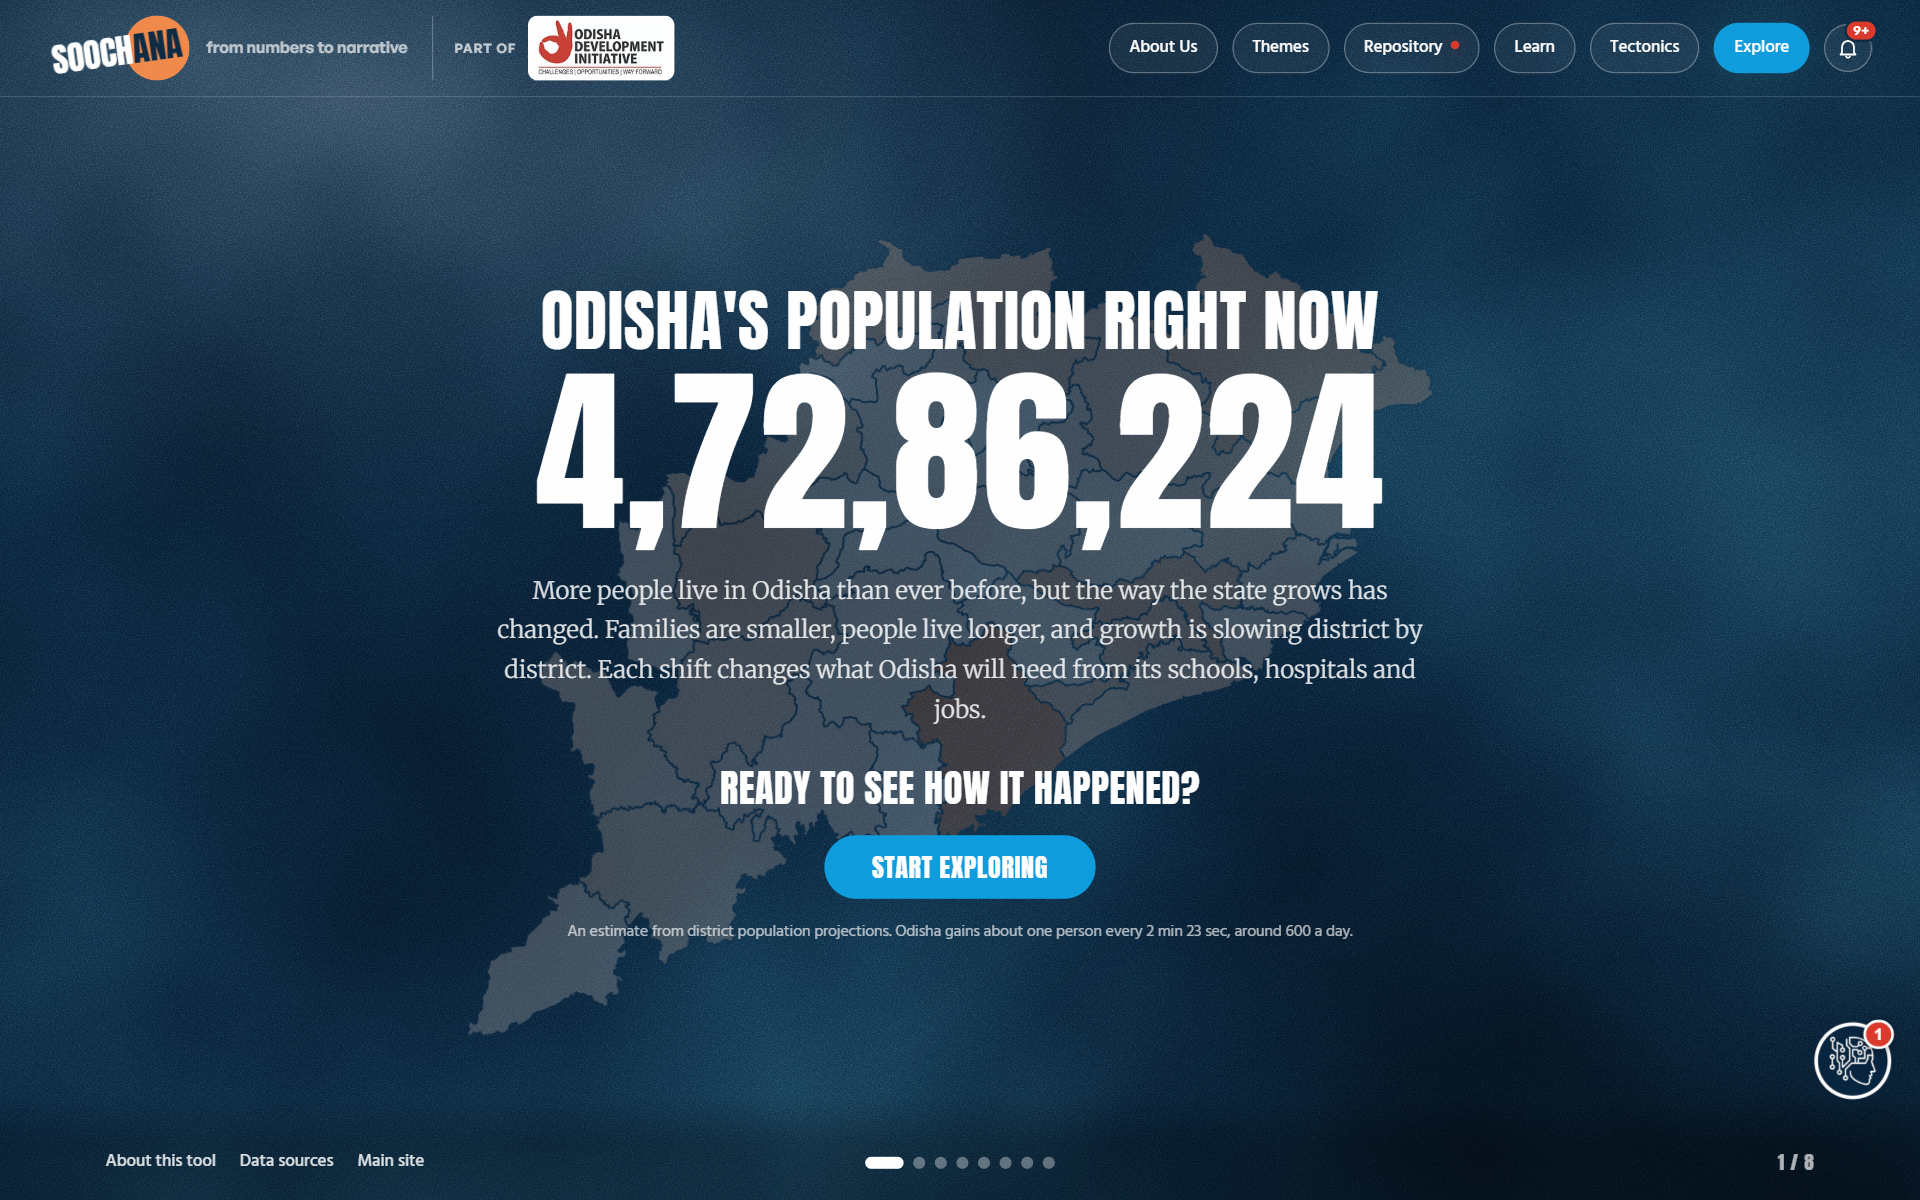 SOOCHANA
from numbers to narrative
PART OF
ODISHA
DEVELOPMENT
INITIATIVE
CHALLENGES | OPPORTUNITIES | WAY FORWARD
About Us
Themes
Repository
Learn
Tectonics
Explore
9+
ODISHA'S POPULATION RIGHT NOW
4,72,86,224
More people live in Odisha than ever before, but the way the state grows has
changed. Families are smaller, people live longer, and growth is slowing district by
district. Each shift changes what Odisha will need from its schools, hospitals and
jobs.
READY TO SEE HOW IT HAPPENED?
START EXPLORING
An estimate from district population projections. Odisha gains about one person every 2 min 23 sec, around 600 a day.
1
About this tool
Data sources
Main site
1 / 8